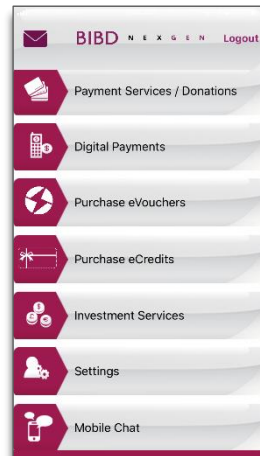 BIBD NEXGEN Logout
Payment Services / Donations
Digital Payments
Purchase eVouchers
Purchase eCredits
Investment Services
Settings
Mobile Chat